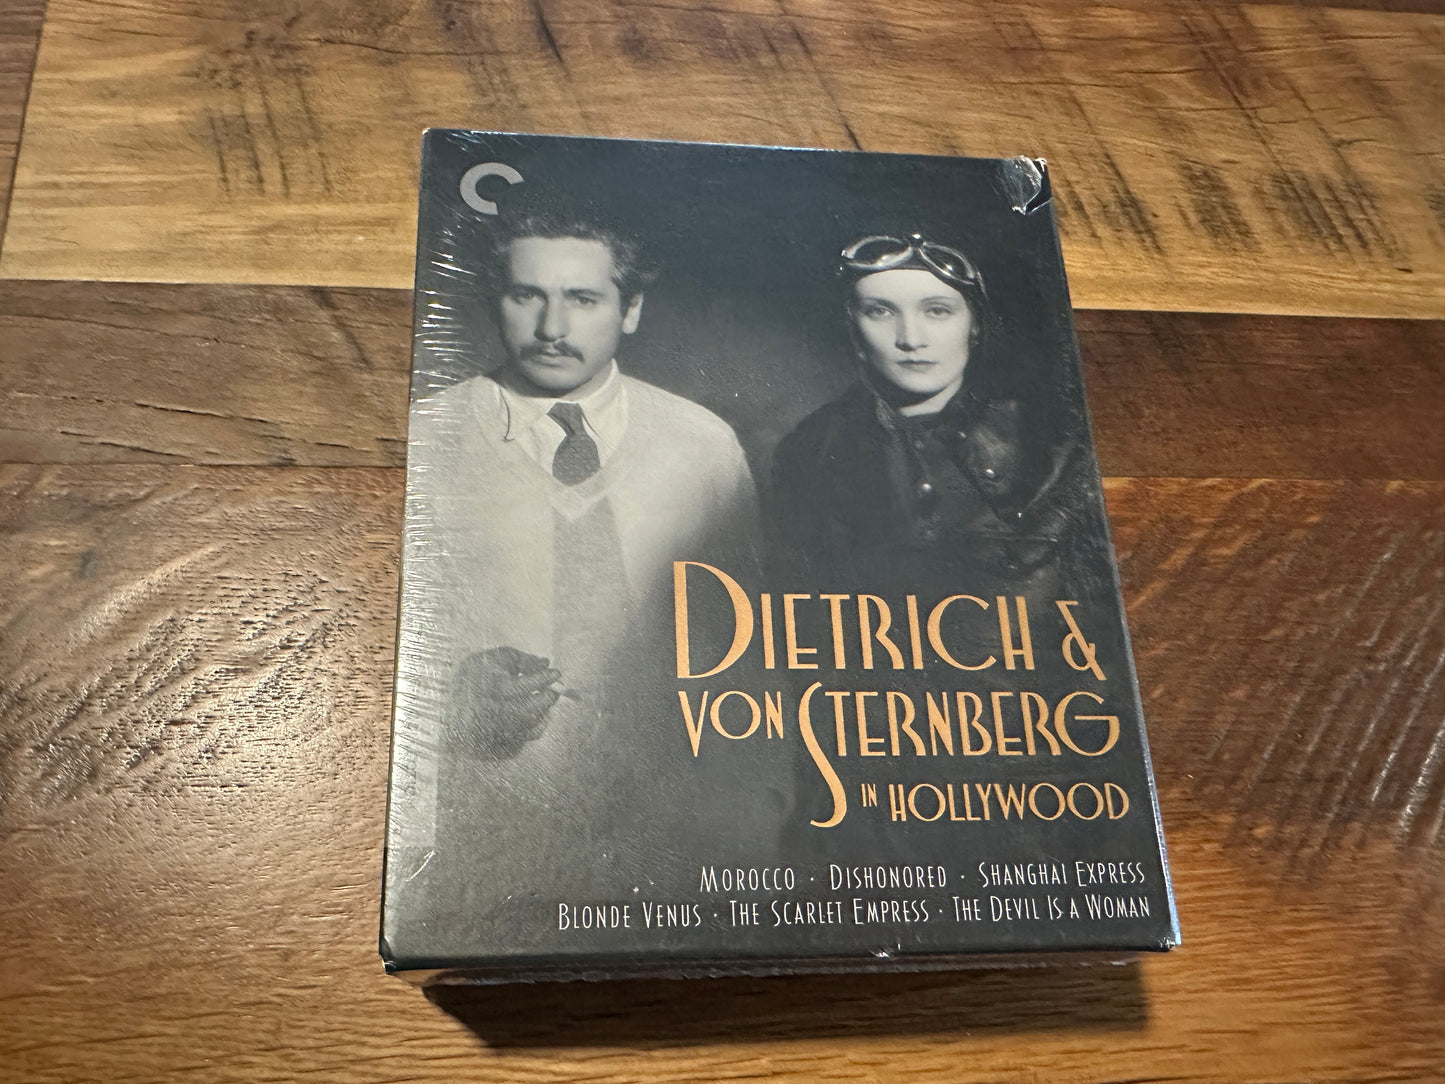 DIETRICH &
VON STERNBERG
IN HOLLYWOOD
MOROCCO · DISHONORED · SHANGHAI EXPRESS
BLONDE VENUS · THE SCARLET EMPRESS · THE DEVIL IS A WOMAN